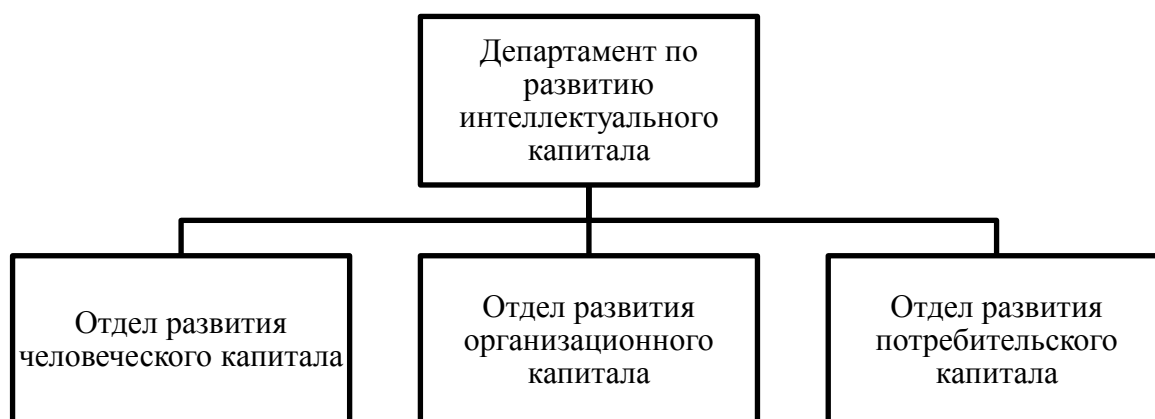 Департамент по
развитию
интеллектуального
капитала
Отдел развития
человеческого капитала
Отдел развития
организационного
капитала
Отдел развития
потребительского
капитала